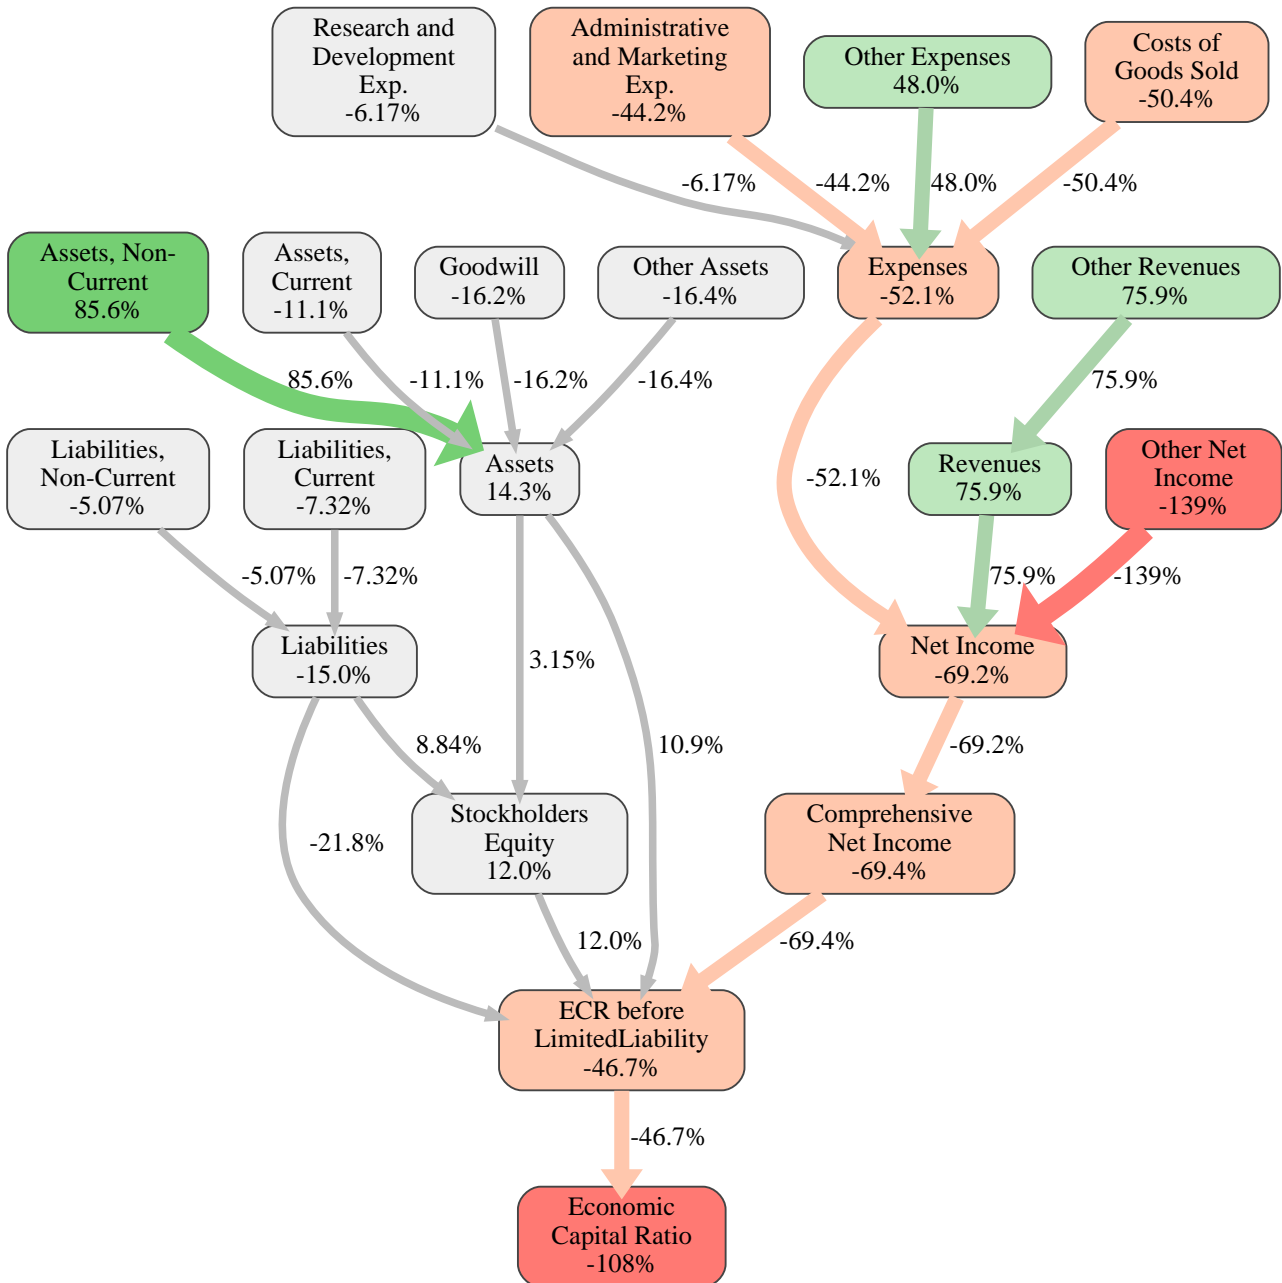 Research and
Development
Exp.
-6.17%
Administrative
and Marketing
Exp.
-44.2%
Other Expenses
48.0%
Costs of
Goods Sold
-50.4%
-6.17%
-44.2%
48.0%
-50.4%
Assets, Non-
Current
85.6%
Assets,
Current
-11.1%
Goodwill
-16.2%
Other Assets
-16.4%
Expenses
-52.1%
Other Revenues
75.9%
85.6%
-11.1%
-16.2%
-16.4%
75.9%
Liabilities,
Non-Current
-5.07%
Liabilities,
Current
-7.32%
Assets
14.3%
-52.1%
Revenues
75.9%
Other Net
Income
-139%
-5.07%
-7.32%
75.9%
-139%
Liabilities
-15.0%
3.15%
Net Income
-69.2%
8.84%
10.9%
-69.2%
-21.8%
Stockholders
Equity
12.0%
Comprehensive
Net Income
-69.4%
12.0%
-69.4%
ECR before
LimitedLiability
-46.7%
-46.7%
Economic
Capital Ratio
-108%